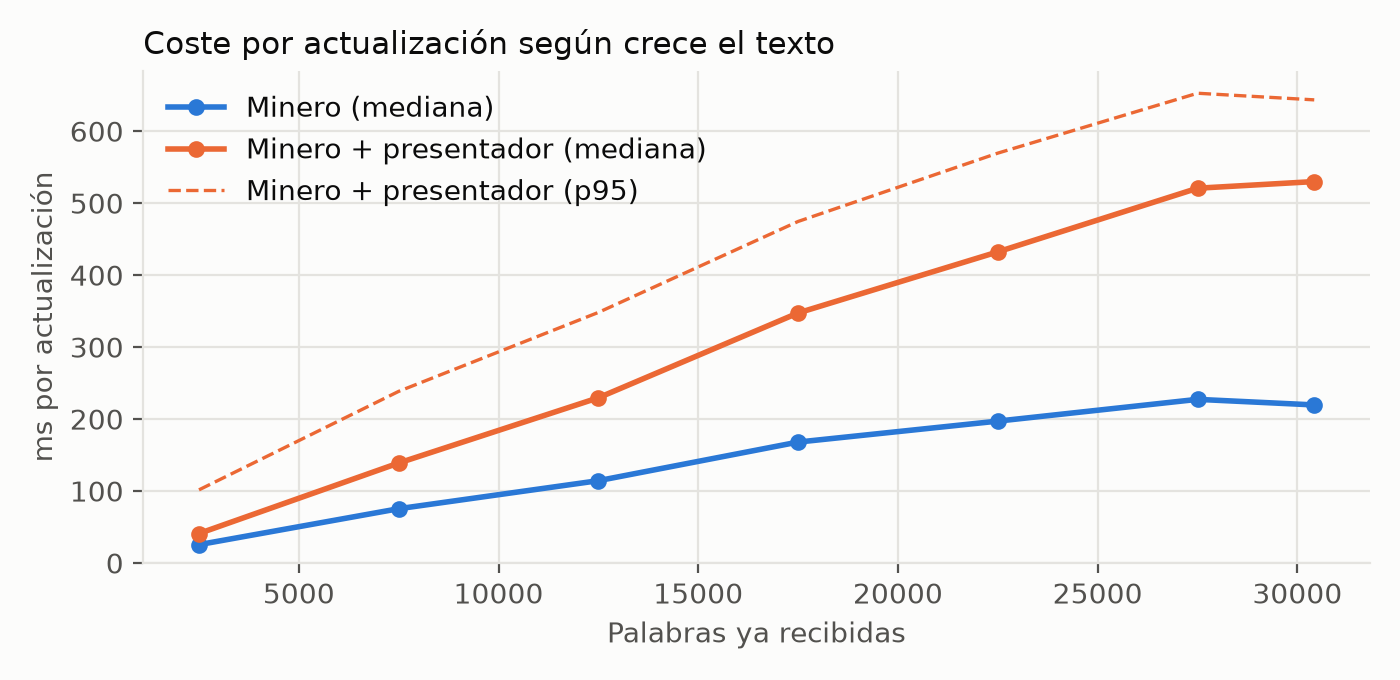 Coste por actualización según crece el texto
Minero (mediana)
Minero + presentador (mediana)
Minero + presentador (p95)
ms por actualización
600
500
400
300
200
100
0
5000 10000 15000 20000 25000 30000
Palabras ya recibidas